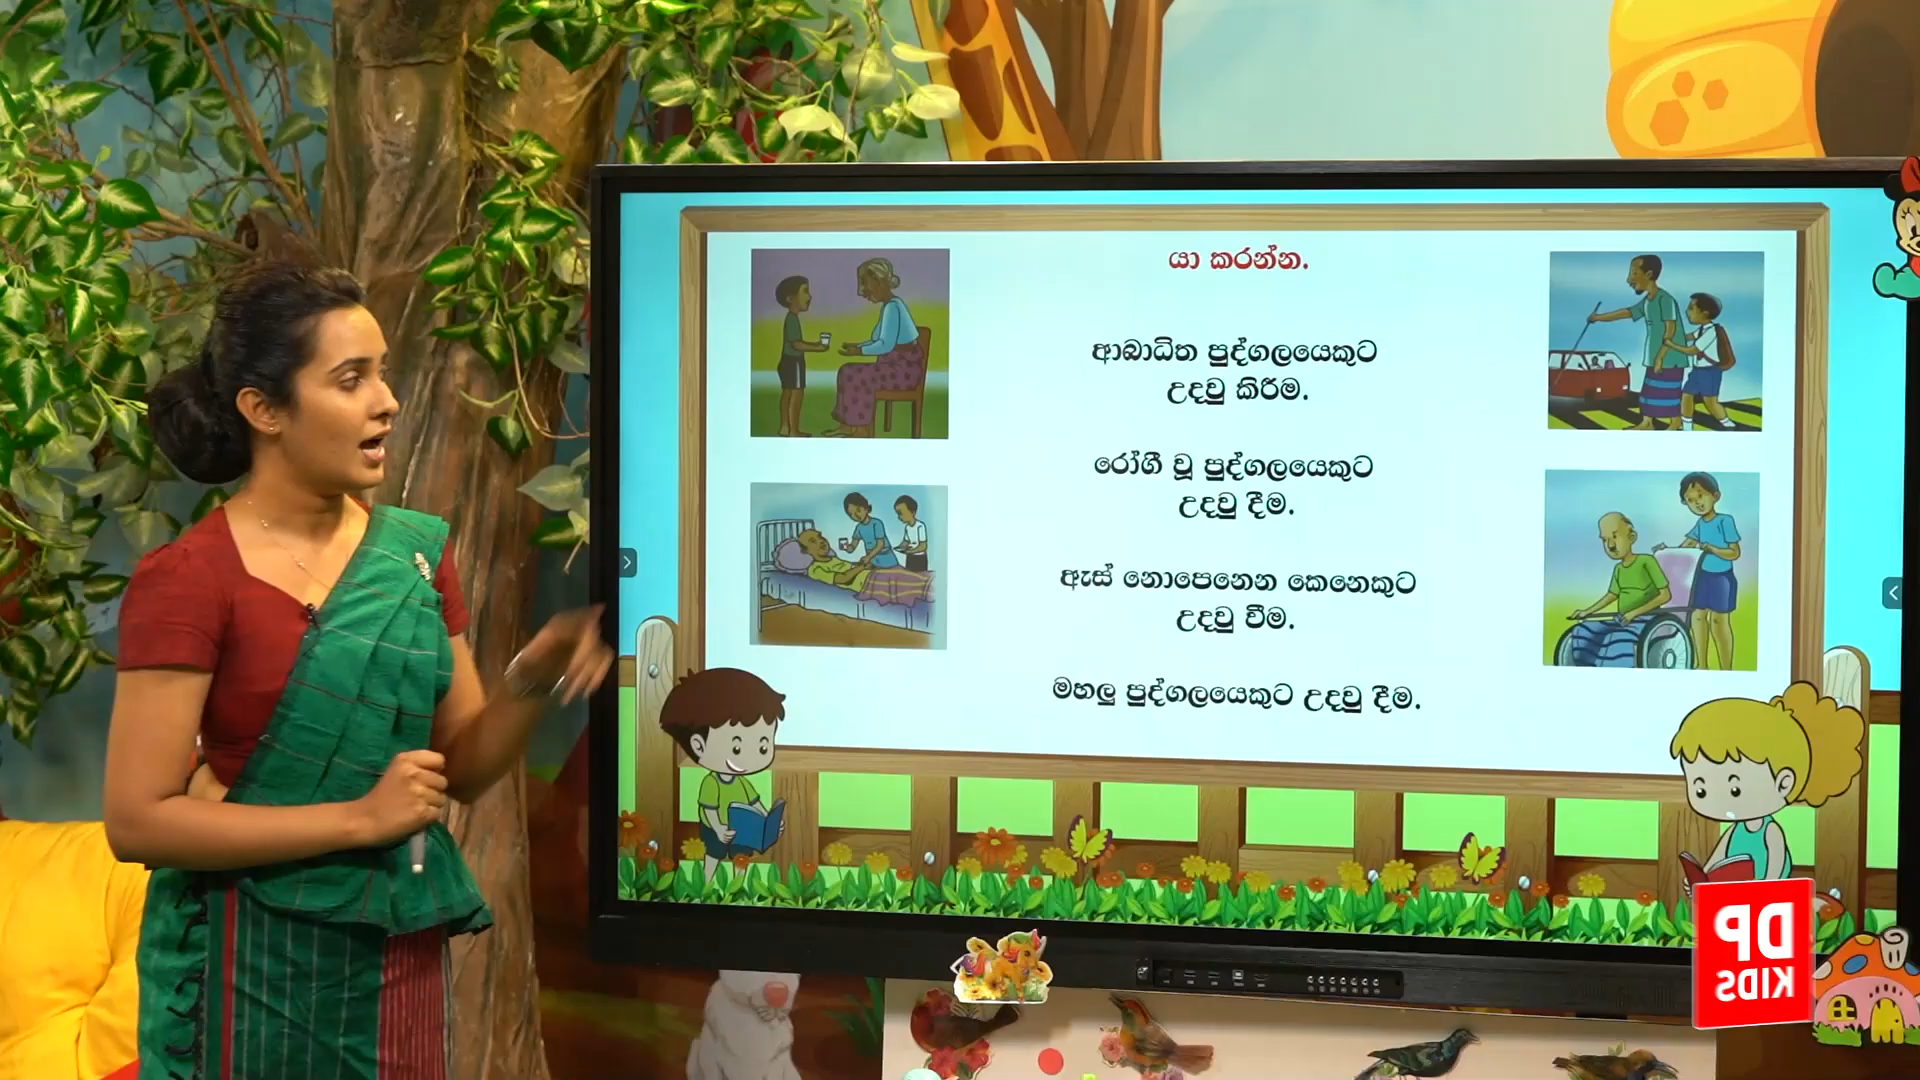 යා කරන්න.
ආබාධිත පුද්ගලයෙකුට
උදවු කිරීම.
රෝගී වූ පුද්ගලයෙකුට
උදවු දීම.
ඇස් නොපෙනෙන කෙනෙකුට
උදවු වීම.
මහලු පුද්ගලයෙකුට උදවු දීම.
DP
KIDS